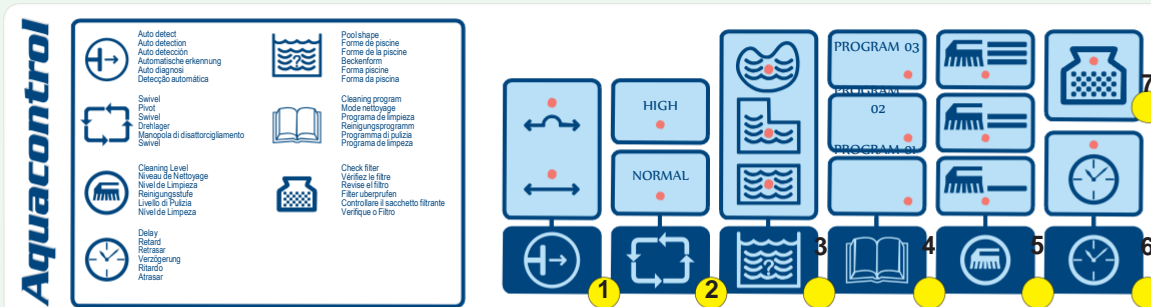 Aquacontrol
Auto detect
Auto detection
Auto detección
Automatische erkennung
Auto diagnosi
Detecção automática
Swivel
Pivot
Swivel
Drehlager
Manopola di disattorcigliamento
Swivel
Cleaning Level
Niveau de Nettoyage
Nivel de Limpieza
Reinigungsstufe
Livello di Pulizia
Nível de Limpeza
Delay
Retard
Retrasar
Verzögerung
Ritardo
Atrasar
Pool shape
Forme de piscine
Forme de la piscine
Beckenform
Forma piscine
Forma da piscina
Cleaning program
Mode nettoyage
Programa de limpieza
Reinigungsprogramm
Programma di pulizia
Programa de limpeza
Check filter
Vérifiez le filtre
Revise el filtro
Filter uberprufen
Controllare il sacchetto filtrante
Verifique o Filtro
HIGH
NORMAL
?
PROGRAM 03
PROGRAM
02
PROGRAM 01
?
1
2
3
4
5
6
7